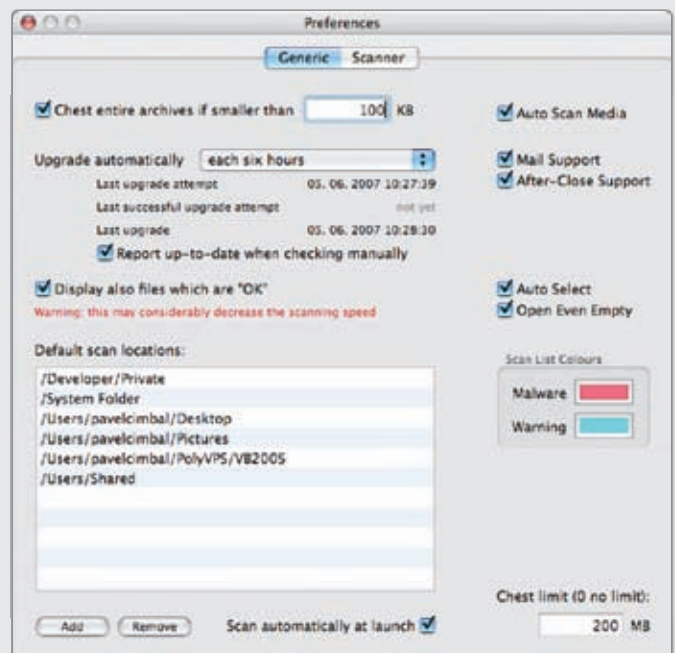 Preferences
Generic Scanner
Chest entire archives if smaller than 100 KB
Auto Scan Media
Upgrade automatically each six hours
Mail Support
Last upgrade attempt 05. 06. 2007 10:27:39
After-Close Support
Last successful upgrade attempt not yet
Last upgrade 05. 06. 2007 10:28:30
Report up-to-date when checking manually
Display also files which are "OK"
Auto Select
Warning: this may considerably decrease the scanning speed
Open Even Empty
Default scan locations:
Scan List Colours
/Developer/Private
/System Folder
Malware
/Users/pavelcimbal/Desktop
/Users/pavelcimbal/Pictures
Warning
/Users/pavelcimbal/PolyVPS/VB2005
/Users/Shared
Chest limit (0 no limit):
Add Remove Scan automatically at launch
200 MB